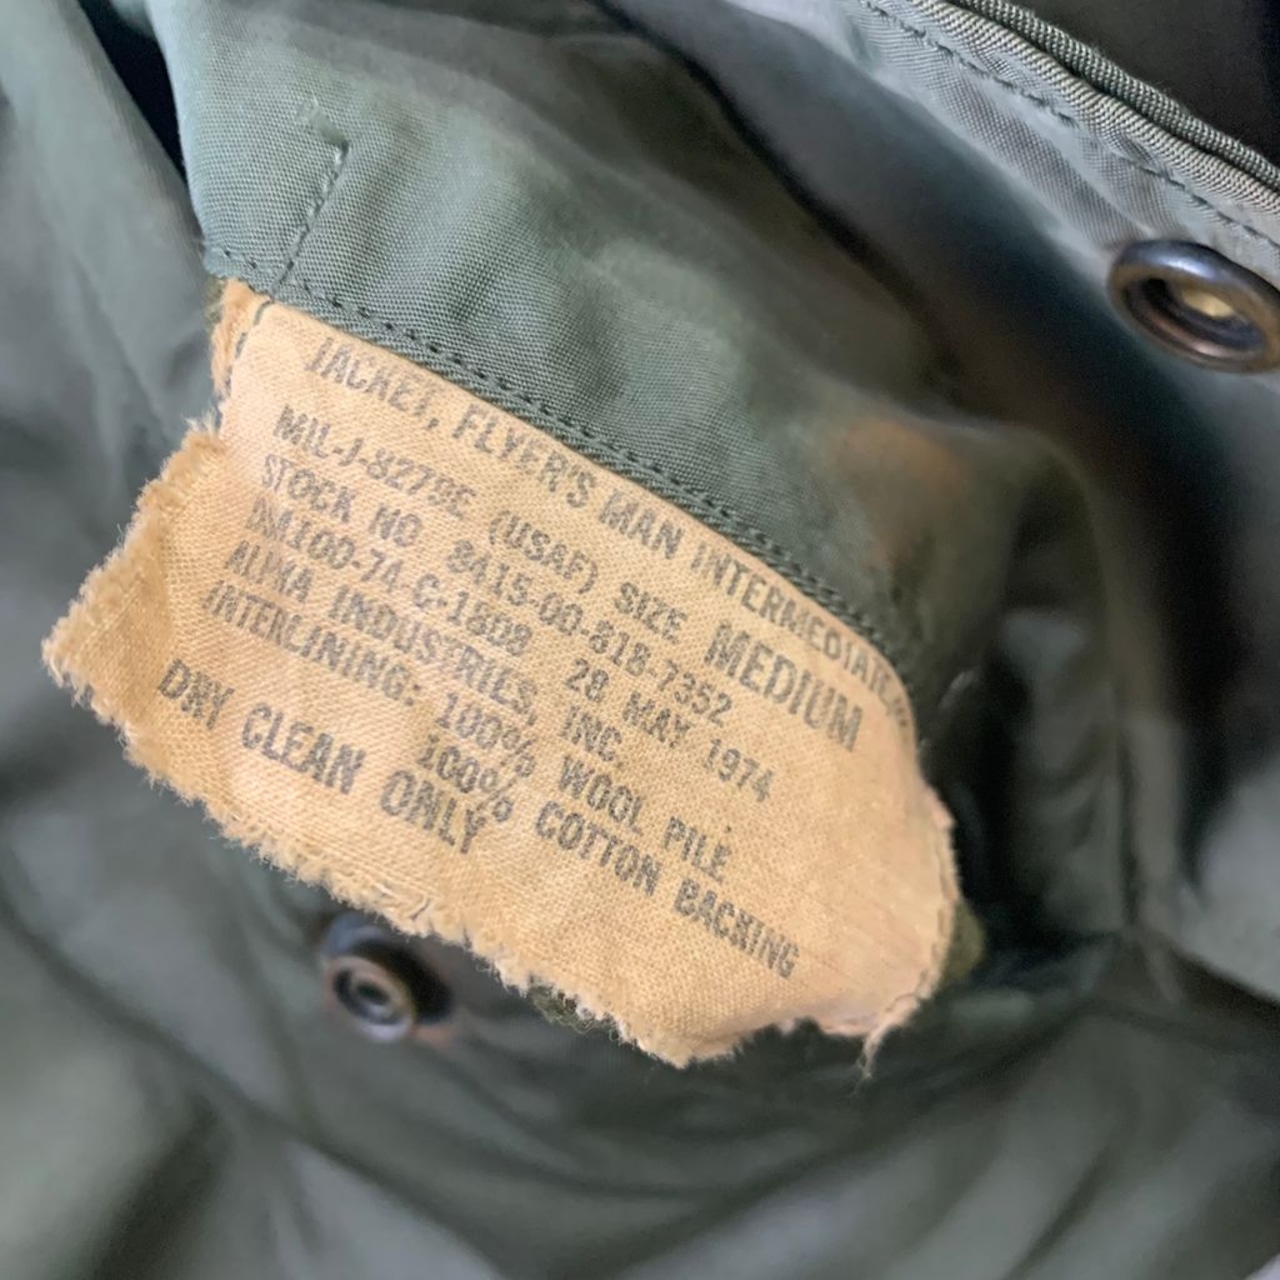 JACKET, FLYER'S MAN INTERMEDIATE,
MIL-J-8279E (USAF) SIZE MEDIUM
STOCK NO 8415-00-818-7352
DSA100-74-C-1808 28 MAY 1974
ALPHA INDUSTRIES, INC.
INTERLINING: 100% WOOL PILE
100% COTTON BACKING
DRY CLEAN ONLY